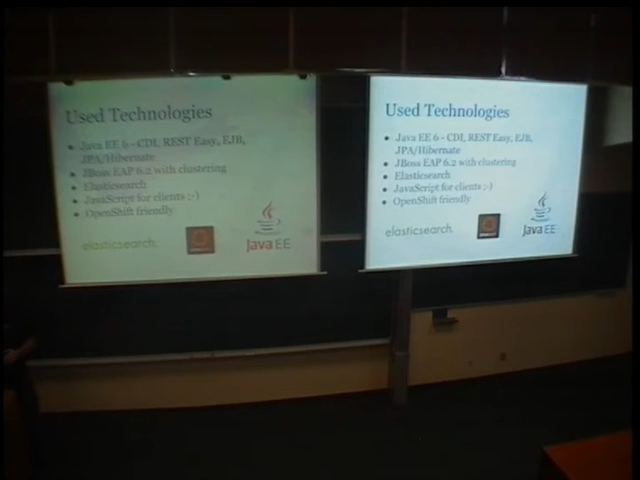 Used Technologies
Java EE 6 - CDI, REST Easy, EJB,
JPA/Hibernate
JBoss EAP 6.2 with clustering
Elasticsearch
JavaScript for clients ;-)
OpenShift friendly
elasticsearch.
Java EE
Used Technologies
Java EE 6 - CDI, REST Easy, EJB,
JPA/Hibernate
JBoss EAP 6.2 with clustering
Elasticsearch
JavaScript for clients ;-)
OpenShift friendly
elasticsearch.
Java EE